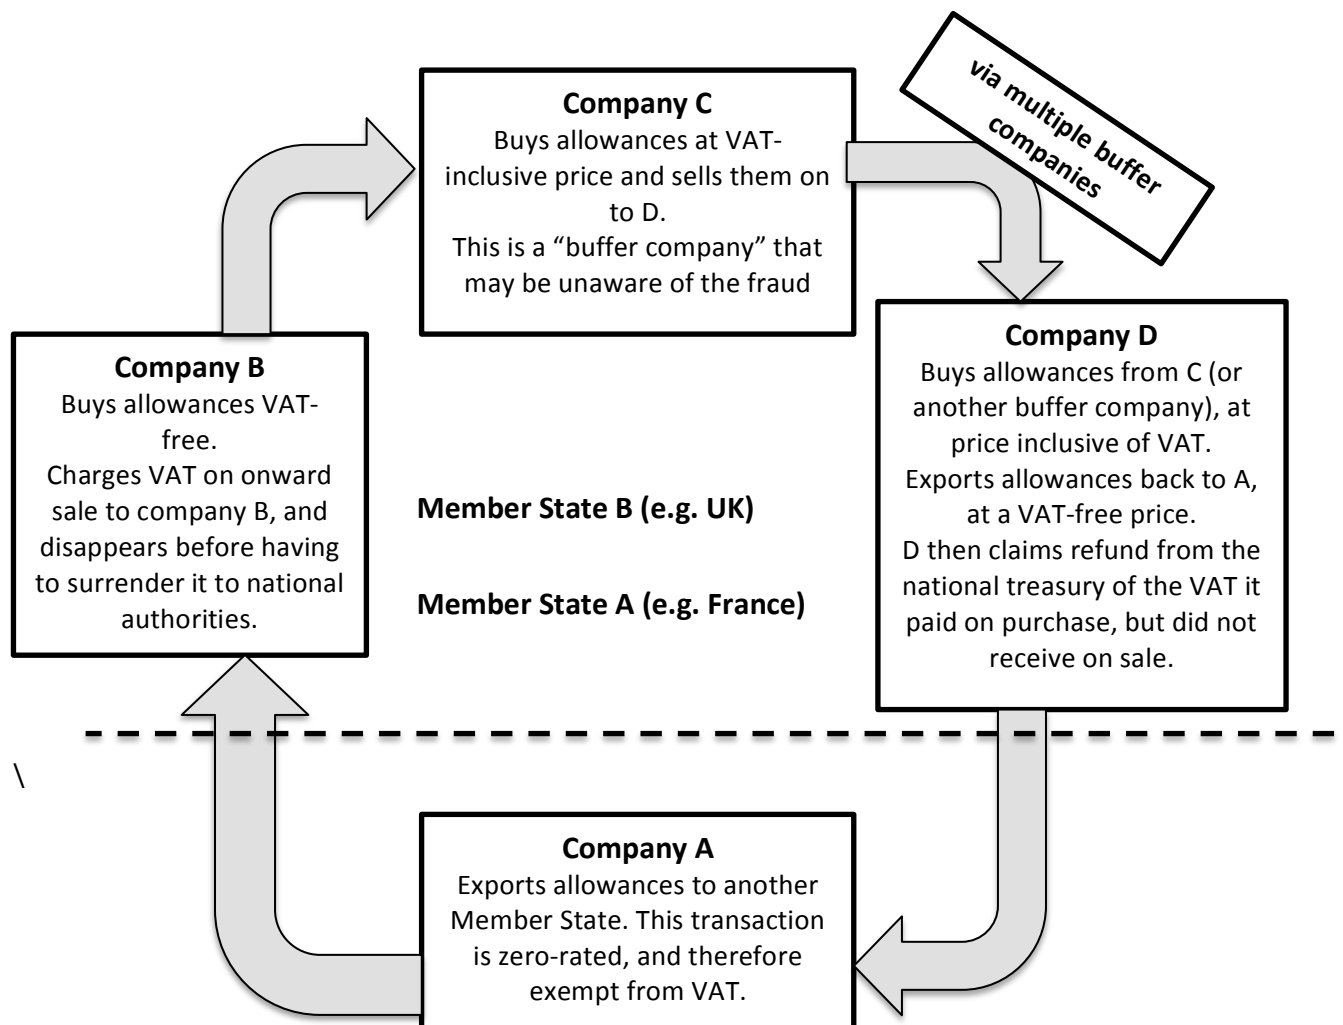 Company C
Buys allowances at VAT-
inclusive price and sells them on
to D.
This is a “buffer company” that
may be unaware of the fraud
via multiple buffer
companies
Company B
Buys allowances VAT-
free.
Charges VAT on onward
sale to company B, and
disappears before having
to surrender it to national
authorities.
Company D
Buys allowances from C (or
another buffer company), at
price inclusive of VAT.
Exports allowances back to A,
at a VAT-free price.
D then claims refund from the
national treasury of the VAT it
paid on purchase, but did not
receive on sale.
Member State B (e.g. UK)
Member State A (e.g. France)
\
Company A
Exports allowances to another
Member State. This transaction
is zero-rated, and therefore
exempt from VAT.